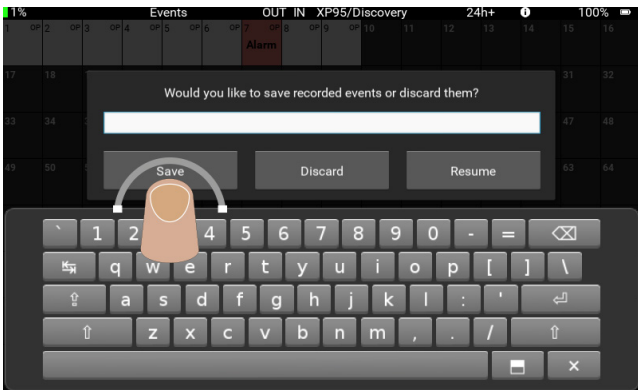 1% Events OUT IN XP95/Discovery 24h+ 100%
1 OP 2 OP 3 OP 4 OP 5 OP 6 OP 7 OP 8 OP 9 OP 10 11 12 13 14 15 16
Alarm
17 18 31 32
Would you like to save recorded events or discard them?
33 34 47 48
49 50 63 64
Save Discard Resume
` 1 2 4 5 6 7 8 9 0 - =
q w e r t y u i o p [ ] \
a s d f g h j k l : '
z x c v b n m , . /